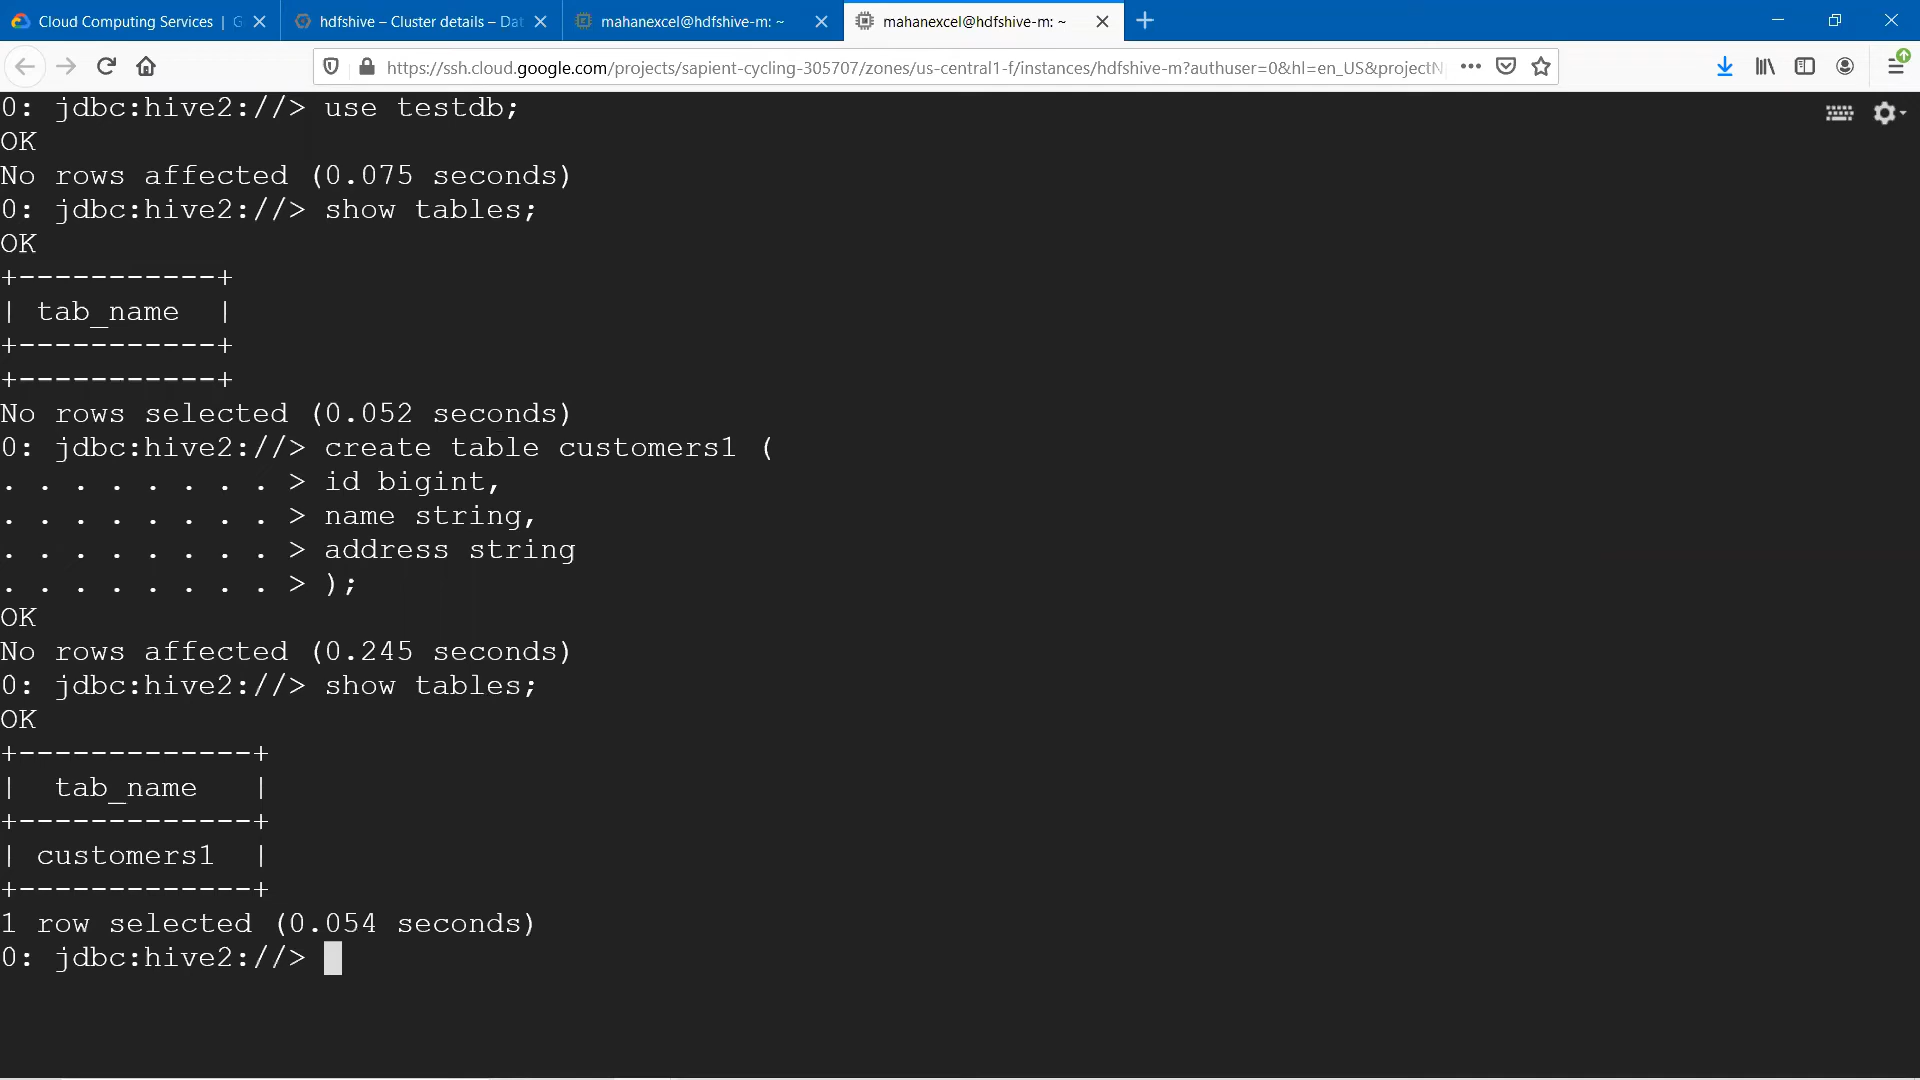 Cloud Computing Services | G
hdfshive – Cluster details – Dat
mahanexcel@hdfshive-m: ~
mahanexcel@hdfshive-m: ~
https://ssh.cloud.google.com/projects/sapient-cycling-305707/zones/us-central1-f/instances/hdfshive-m?authuser=0&hl=en_US&projectN
0: jdbc:hive2://> use testdb;
OK
No rows affected (0.075 seconds)
0: jdbc:hive2://> show tables;
OK
+-----------+
| tab_name  |
+-----------+
+-----------+
No rows selected (0.052 seconds)
0: jdbc:hive2://> create table customers1 (
. . . . . . . . > id bigint,
. . . . . . . . > name string,
. . . . . . . . > address string
. . . . . . . . > );
OK
No rows affected (0.245 seconds)
0: jdbc:hive2://> show tables;
OK
+-------------+
|  tab_name   |
+-------------+
| customers1  |
+-------------+
1 row selected (0.054 seconds)
0: jdbc:hive2://>